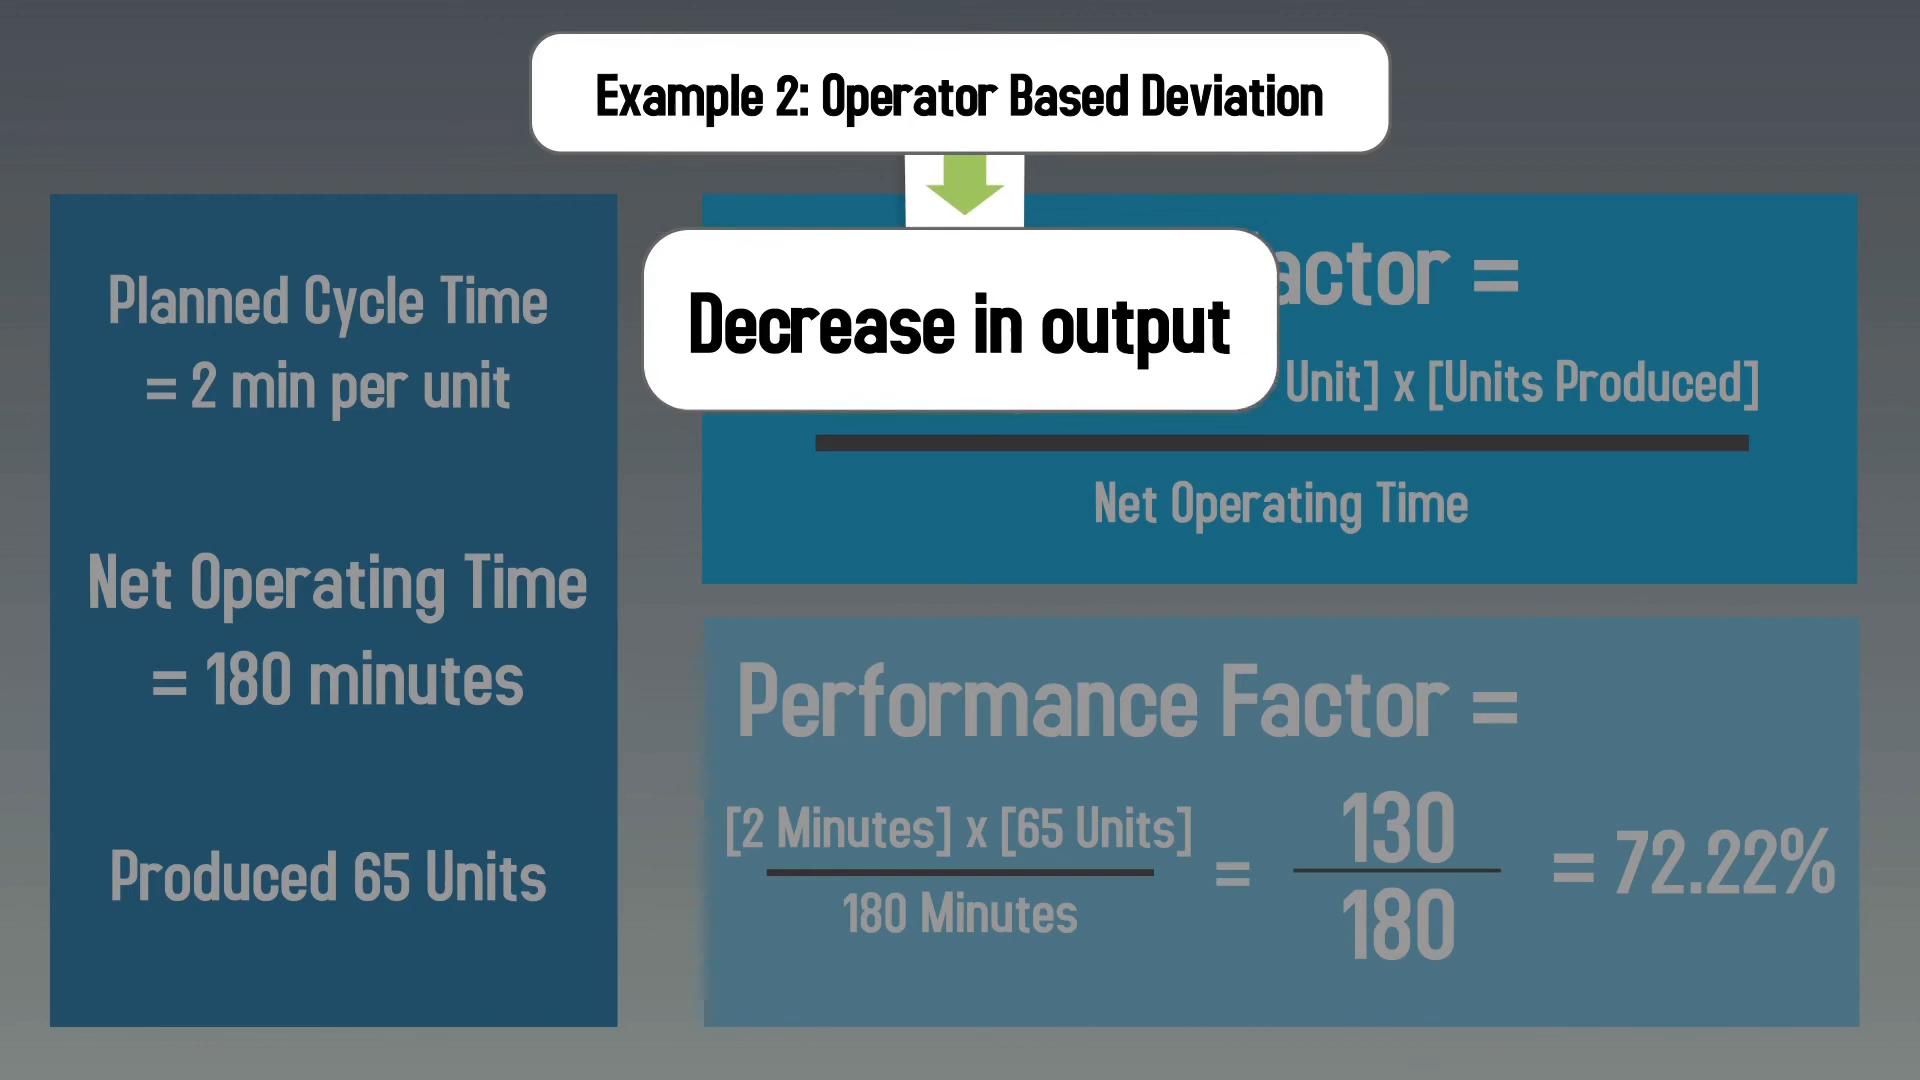 Example 2: Operator Based Deviation
Decrease in output
Planned Cycle Time
= 2 min per unit
Net Operating Time
= 180 minutes
Produced 65 Units
actor =
Unit] x [Units Produced]
Net Operating Time
Performance Factor =
[2 Minutes] x [65 Units]
180 Minutes
=
130
180
= 72.22%